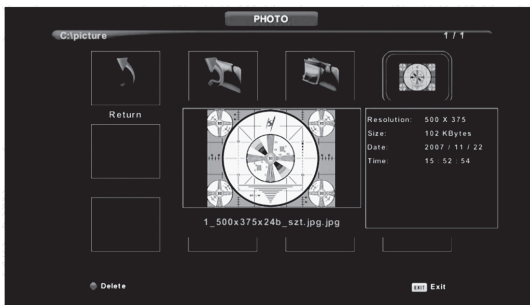 PHOTO
C:\picture 1 / 1
Return
Resolution: 500 X 375
Size: 102 KBytes
Date: 2007 / 11 / 22
Time: 15 : 52 : 54
1_500x375x24b_szt.jpg.jpg
Delete EXIT Exit